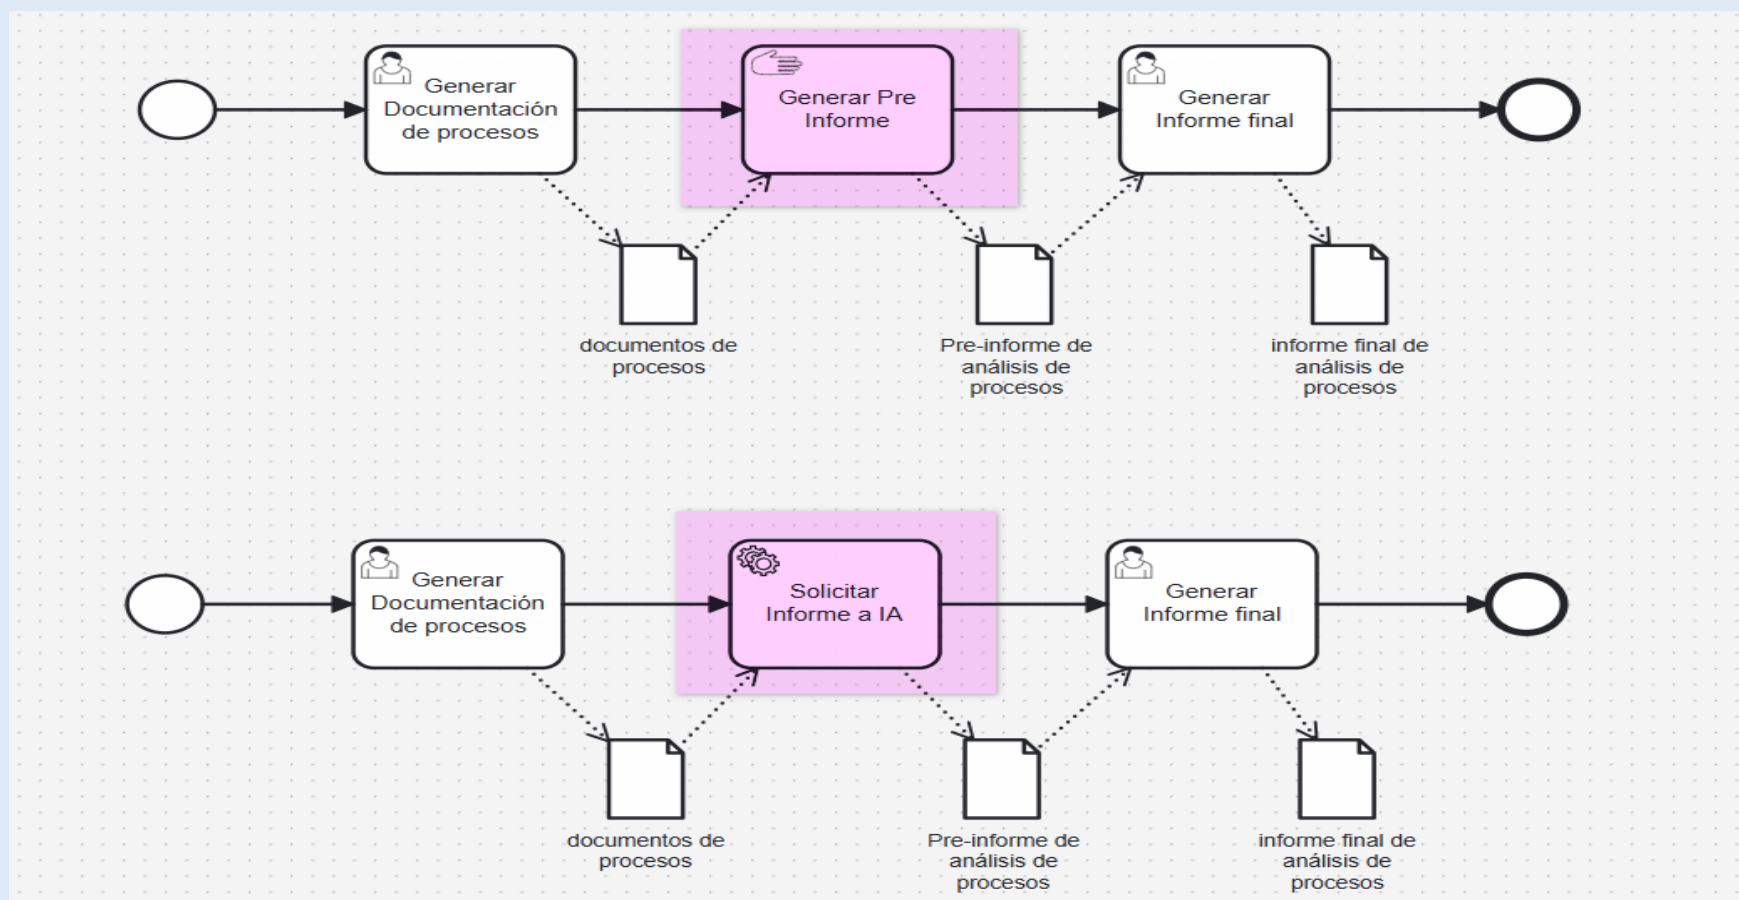 Generar
Documentación
de procesos
Generar Pre
Informe
Generar
Informe final
documentos de
procesos
Pre-informe de
análisis de
procesos
informe final de
análisis de
procesos
Generar
Documentación
de procesos
Solicitar
Informe a IA
Generar
Informe final
documentos de
procesos
Pre-informe de
análisis de
procesos
informe final de
análisis de
procesos